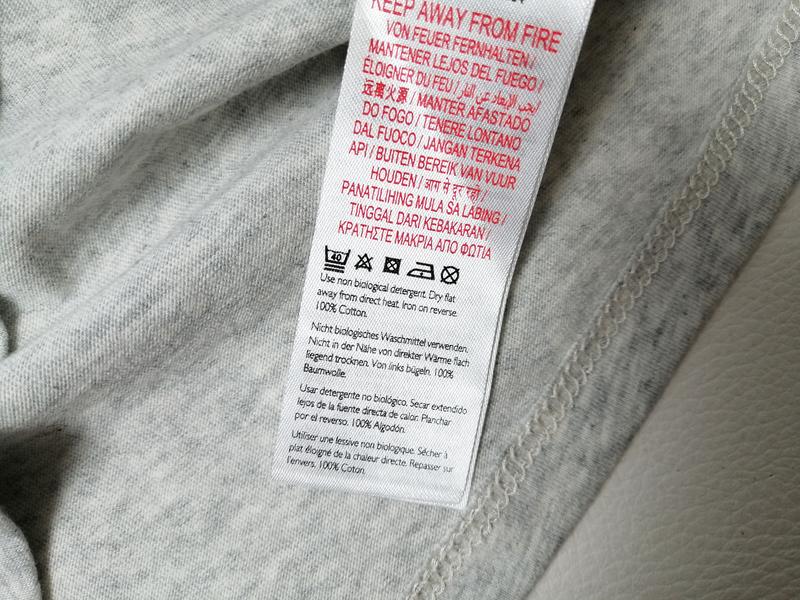 KEEP AWAY FROM FIRE
VON FEUER FERNHALTEN /
MANTENER LEJOS DEL FUEGO /
ÉLOIGNER DU FEU / يجب الإبعاد عن النار /
远离火源 / MANTER AFASTADO
DO FOGO / TENERE LONTANO
DAL FUOCO / JANGAN TERKENA
API / BUITEN BEREIK VAN VUUR
HOUDEN / आग से दूर रहो /
PANATILIHING MULA SA LABING /
TINGGAL DARI KEBAKARAN /
ΚΡΑΤΗΣΤΕ ΜΑΚΡΙΑ ΑΠΟ ΦΩΤΙΑ
40
Use non biological detergent. Dry flat
away from direct heat. Iron on reverse.
100% Cotton.
Nicht biologisches Waschmittel verwenden.
Nicht in der Nähe von direkter Wärme flach
liegend trocknen. Von links bügeln. 100%
Baumwolle.
Usar detergente no biológico. Secar extendido
lejos de la fuente directa de calor. Planchar
por el reverso. 100% Algodón.
Utiliser une lessive non biologique. Sécher à
plat éloigné de la chaleur directe. Repasser sur
l'envers. 100% Coton.